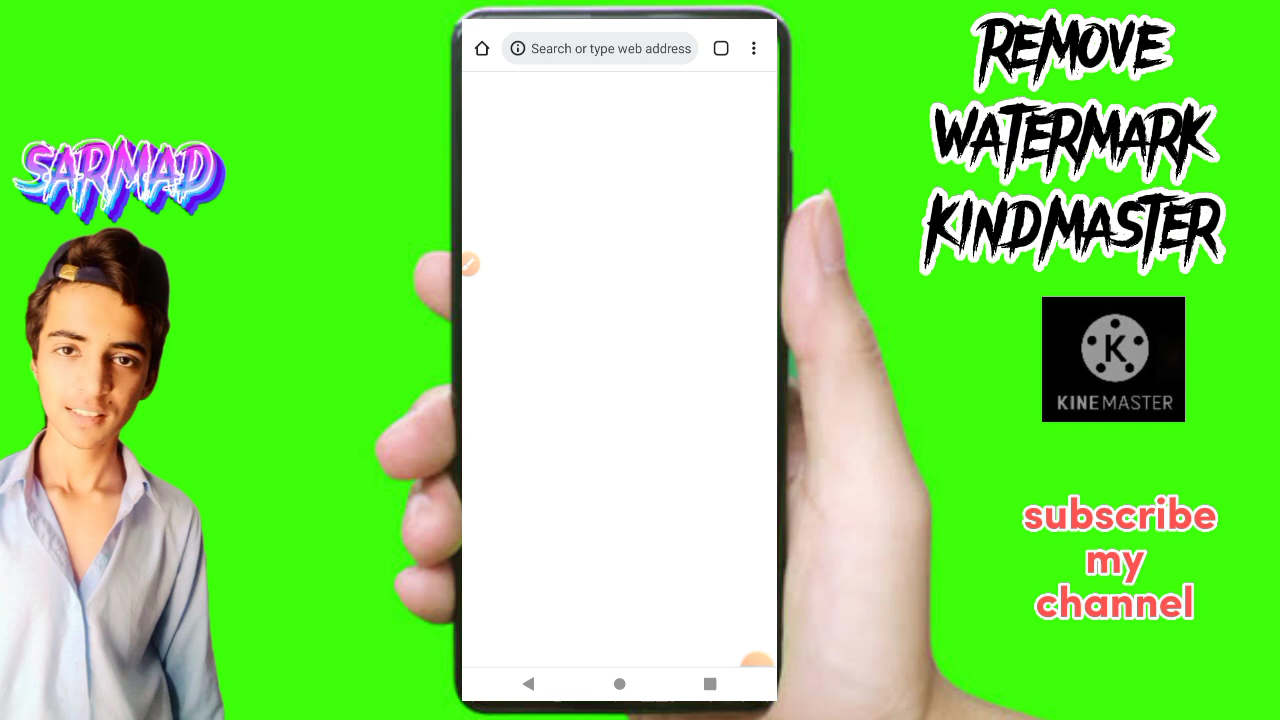 SARMAD
Search or type web address
REMOVE
WATERMARK
KINDMASTER
K
KINEMASTER
subscribe
my
channel